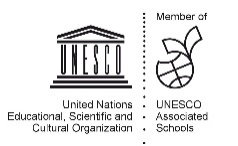 Member of
UNESCO
United Nations
Educational, Scientific and
Cultural Organization
UNESCO
Associated
Schools